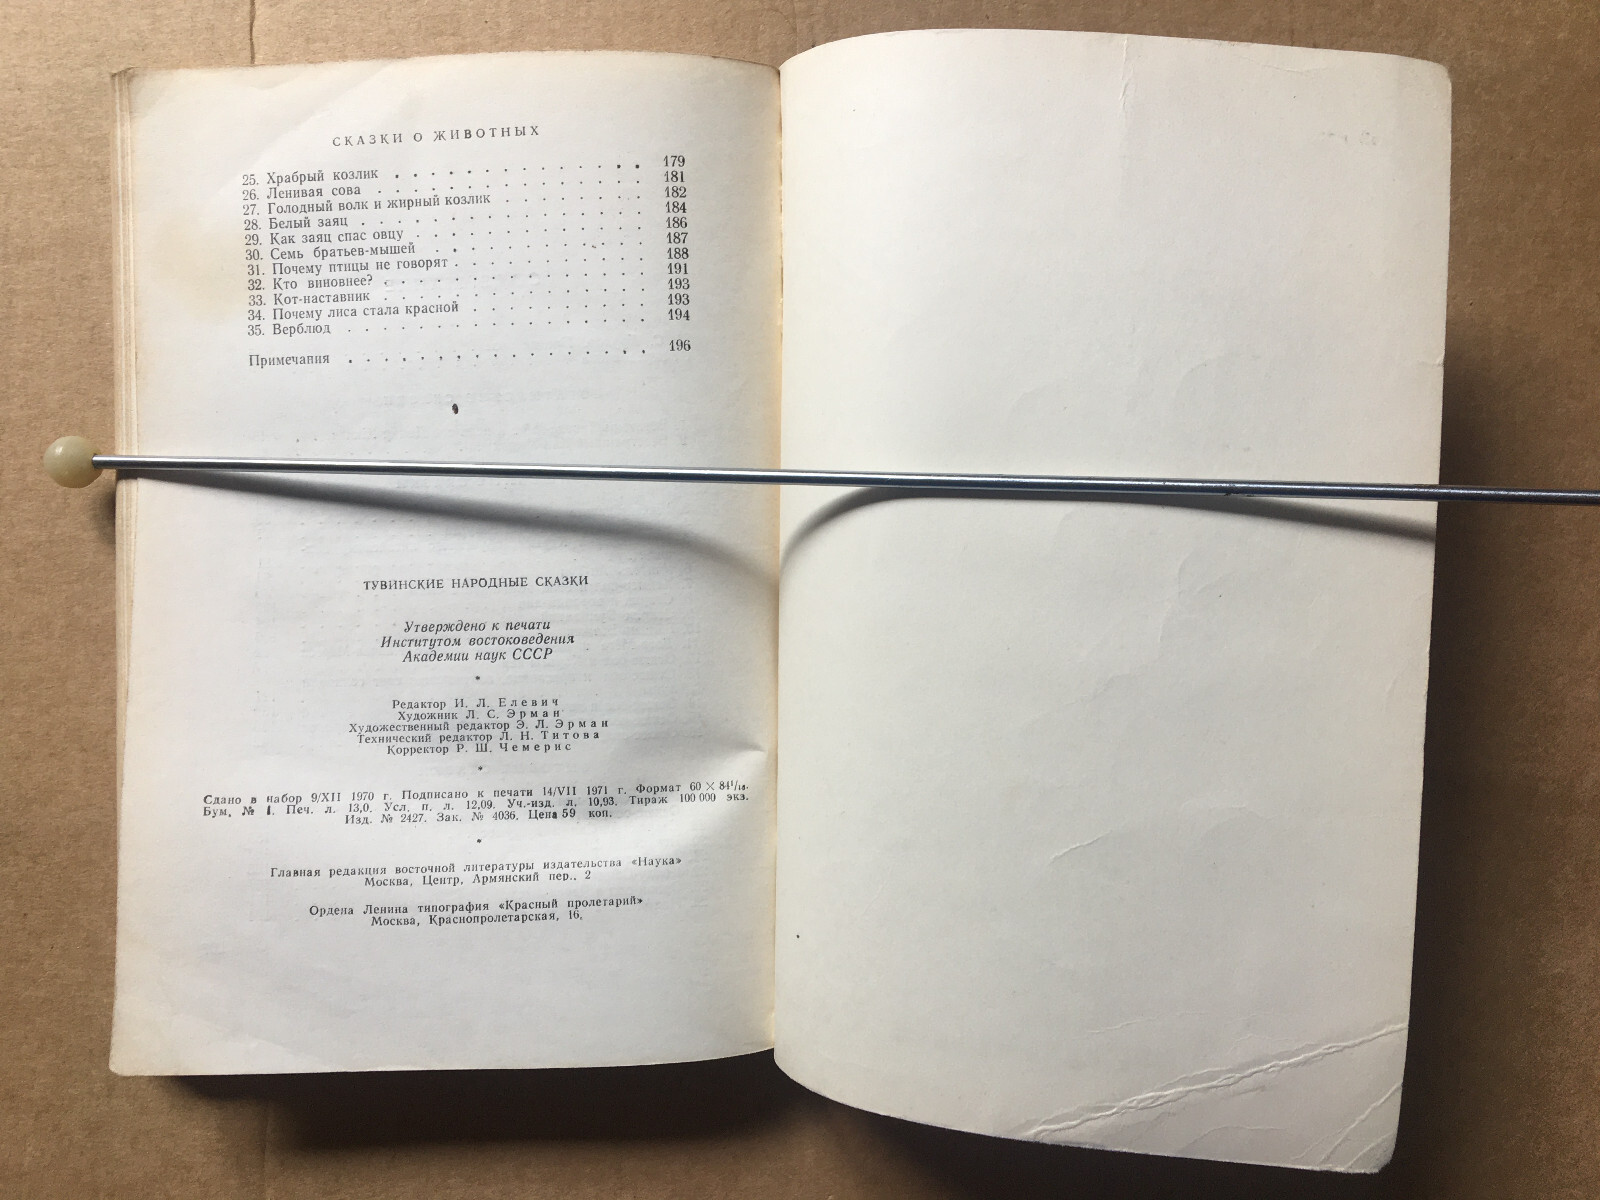 СКАЗКИ О ЖИВОТНЫХ
25. Храбрый козлик . . . . . . . . . . . . 179
26. Ленивая сова . . . . . . . . . . . . . 181
27. Голодный волк и жирный козлик . . . . . . . 182
28. Белый заяц . . . . . . . . . . . . . . 184
29. Как заяц спас овцу . . . . . . . . . . . 186
30. Семь братьев-мышей . . . . . . . . . . . 187
31. Почему птицы не говорят . . . . . . . . . 188
32. Кто виновнее? . . . . . . . . . . . . . 191
33. Кот-наставник . . . . . . . . . . . . . 193
34. Почему лиса стала красной . . . . . . . . 193
35. Верблюд . . . . . . . . . . . . . . . 194
Примечания . . . . . . . . . . . . . . . 196
ТУВИНСКИЕ НАРОДНЫЕ СКАЗКИ
Утверждено к печати
Институтом востоковедения
Академии наук СССР
Редактор И. Л. Елевич
Художник Л. С. Эрман
Художественный редактор Э. Л. Эрман
Технический редактор Л. Н. Титова
Корректор Р. Ш. Чемерис
Сдано в набор 9/XII 1970 г. Подписано к печати 14/VII 1971 г. Формат 60 × 84¹/₁₆.
Бум. № 1. Печ. л. 13,0. Усл. п. л. 12,09. Уч.-изд. л. 10,93. Тираж 100 000 экз.
Изд. № 2427. Зак. № 4036. Цена 59 коп.
Главная редакция восточной литературы издательства «Наука»
Москва, Центр, Армянский пер., 2
Ордена Ленина типография «Красный пролетарий»
Москва, Краснопролетарская, 16.